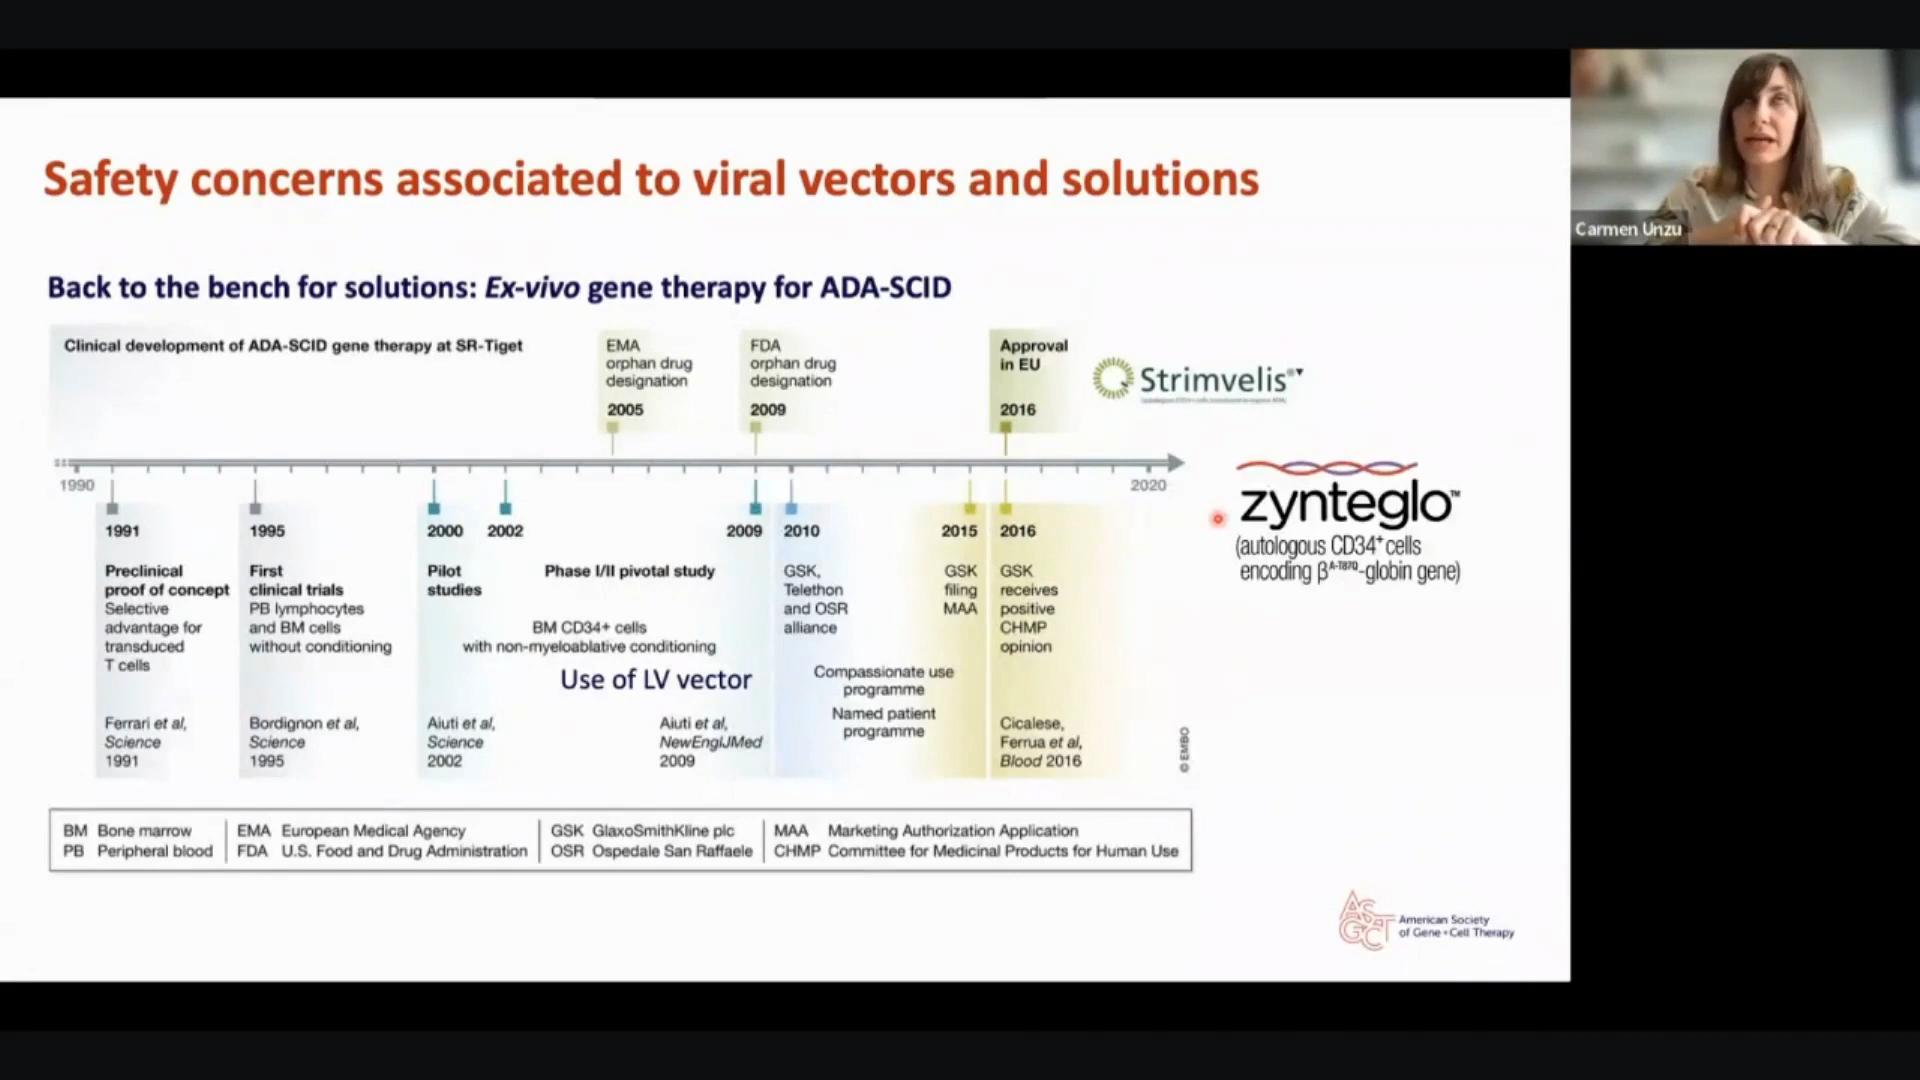 Safety concerns associated to viral vectors and solutions
Carmen Unzu
Back to the bench for solutions: Ex-vivo gene therapy for ADA-SCID
Clinical development of ADA-SCID gene therapy at SR-Tiget
EMA
orphan drug
designation
2005
FDA
orphan drug
designation
2009
Approval
in EU
2016
Strimvelis
1990
2020
zynteglo™
(autologous CD34+ cells
encoding βA-T87Q-globin gene)
1991
Preclinical
proof of concept
Selective
advantage for
transduced
T cells
Ferrari et al,
Science
1991
1995
First
clinical trials
PB lymphocytes
and BM cells
without conditioning
Bordignon et al,
Science
1995
2000
Pilot
studies
Aiuti et al,
Science
2002
2002
2009
Phase I/II pivotal study
BM CD34+ cells
with non-myeloablative conditioning
Use of LV vector
Aiuti et al,
NewEnglJMed
2009
2010
GSK,
Telethon
and OSR
alliance
Compassionate use
programme
Named patient
programme
2015
GSK
filing
MAA
2016
GSK
receives
positive
CHMP
opinion
Cicalese,
Ferrua et al,
Blood 2016
© EMBO
BM Bone marrow
PB Peripheral blood
EMA European Medical Agency
FDA U.S. Food and Drug Administration
GSK GlaxoSmithKline plc
OSR Ospedale San Raffaele
MAA Marketing Authorization Application
CHMP Committee for Medicinal Products for Human Use
ASGCT
American Society
of Gene + Cell Therapy